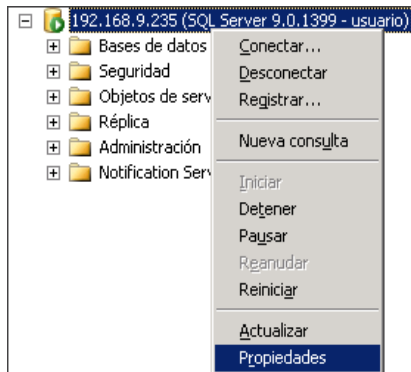 192.168.9.235 (SQL Server 9.0.1399 - usuario)
Bases de datos
Seguridad
Objetos de serv
Réplica
Administración
Notification Serv
Conectar...
Desconectar
Registrar...
Nueva consulta
Iniciar
Detener
Pausar
Reanudar
Reiniciar
Actualizar
Propiedades